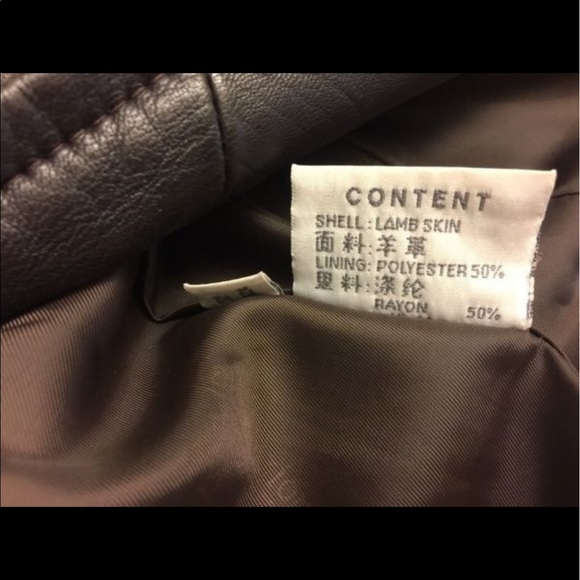 CONTENT
SHELL: LAMB SKIN
面 料: 羊 革
LINING: POLYESTER 50%
里 料: 涤 纶
RAYON 50%